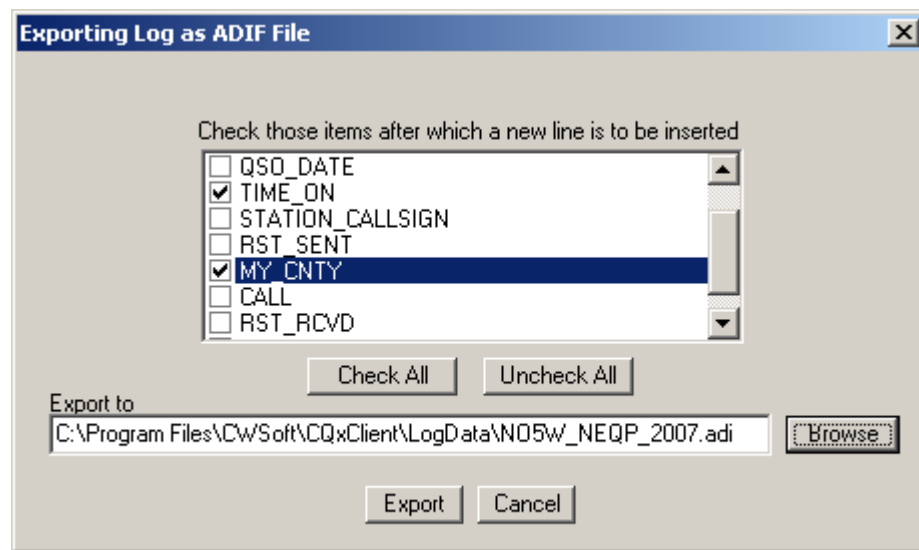 Exporting Log as ADIF File
Check those items after which a new line is to be inserted
QSO_DATE
TIME_ON
STATION_CALLSIGN
RST_SENT
MY_CNTY
CALL
RST_RCVD
Check All Uncheck All
Export to
C:\Program Files\CWSoft\CQxClient\LogData\NO5W_NEQP_2007.adi Browse
Export Cancel